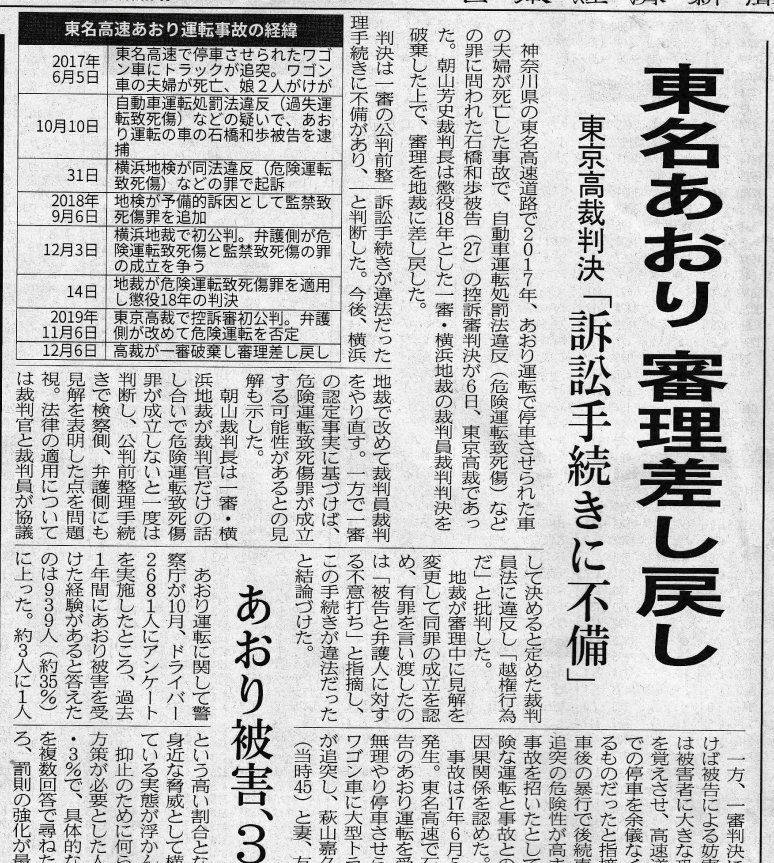 東名あおり 審理差し戻し
東京高裁判決「訴訟手続きに不備」
神奈川県の東名高速道路で2017年、あおり運転で停車させられた車
の夫婦が死亡した事故で、自動車運転処罰法違反（危険運転致死傷）など
の罪に問われた石橋和歩被告（27）の控訴審判決が6日、東京高裁であっ
た。朝山芳史裁判長は懲役18年とした一審・横浜地裁の裁判員裁判判決を
破棄した上で、審理を地裁に差し戻した。
判決は一審の公判前整
理手続きに不備があり、
訴訟手続きが違法だった
と判断した。今後、横浜
地裁で改めて裁判員裁判
をやり直す。一方で一審
の認定事実に基づけば、
危険運転致死傷罪が成立
する可能性があるとの見
解も示した。
朝山裁判長は一審・横
浜地裁が裁判官だけの話
し合いで危険運転致死傷
罪が成立しないと一度は
判断し、公判前整理手続
きで検察側、弁護側にも
見解を表明した点を問題
視。法律の適用について
は裁判官と裁判員が協議
して決めると定めた裁判
員法に違反し「越権行為
だ」と批判した。
地裁が審理中に見解を
変更して同罪の成立を認
め、有罪を言い渡したの
は「被告と弁護人に対す
る不意打ち」と指摘し、
この手続きが違法だった
と結論づけた。
一方、一審判決に
けば被告による妨
は被害者に大きな
を覚えさせ、高速道
での停車を余儀な
るものだったと指摘
車後の暴行で後続車
追突の危険性が高ま
事故を招いたとして
険な運転と事故との
因果関係を認めた。
事故は17年6月5
発生。東名高速で石
告のあおり運転を受
無理やり停車させら
ワゴン車に大型トラ
が追突し、萩山嘉久
（当時45）と妻、友
東名高速あおり運転事故の経緯
2017年
6月5日
東名高速で停車させられたワゴ
ン車にトラックが追突。ワゴン
車の夫婦が死亡、娘2人がけが
10月10日
自動車運転処罰法違反（過失運
転致死傷）などの疑いで、あお
り運転の車の石橋和歩被告を逮
捕
31日
横浜地検が同法違反（危険運転
致死傷）などの罪で起訴
2018年
9月6日
地検が予備的訴因として監禁致
死傷罪を追加
12月3日
横浜地裁で初公判。弁護側が危
険運転致死傷と監禁致死傷の罪
の成立を争う
14日
地裁が危険運転致死傷罪を適用
し懲役18年の判決
2019年
11月6日
東京高裁で控訴審初公判。弁護
側が改めて危険運転を否定
12月6日
高裁が一審破棄し審理差し戻し
あおり被害、3
あおり運転に関して警
察庁が10月、ドライバー
2681人にアンケート
を実施したところ、過去
1年間にあおり被害を受
けた経験があると答えた
のは939人（約35％）
に上った。約3人に1人
という高い割合とな
身近な脅威として横
ている実態が浮かん
抑止のために何ら
方策が必要とした人
・3％で、具体的な
を複数回答で尋ねた
ろ、罰則の強化が最